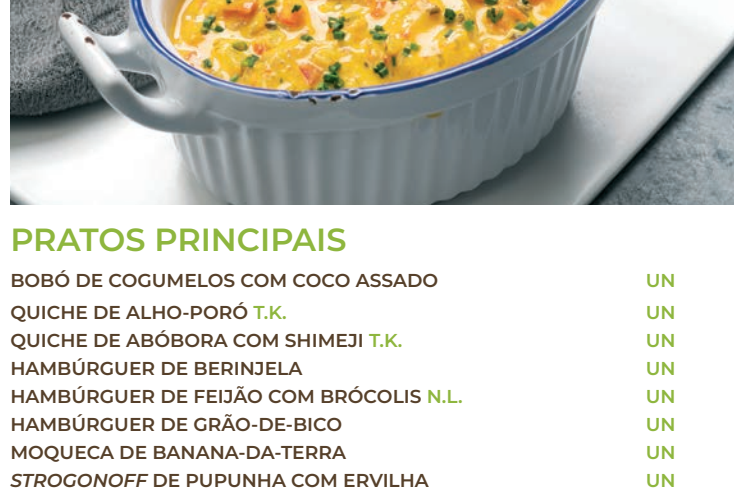 PRATOS PRINCIPAIS
BOBÓ DE COGUMELOS COM COCO ASSADO UN
QUICHE DE ALHO-PORÓ T.K. UN
QUICHE DE ABÓBORA COM SHIMEJI T.K. UN
HAMBÚRGUER DE BERINJELA UN
HAMBÚRGUER DE FEIJÃO COM BRÓCOLIS N.L. UN
HAMBÚRGUER DE GRÃO-DE-BICO UN
MOQUECA DE BANANA-DA-TERRA UN
STROGONOFF DE PUPUNHA COM ERVILHA UN